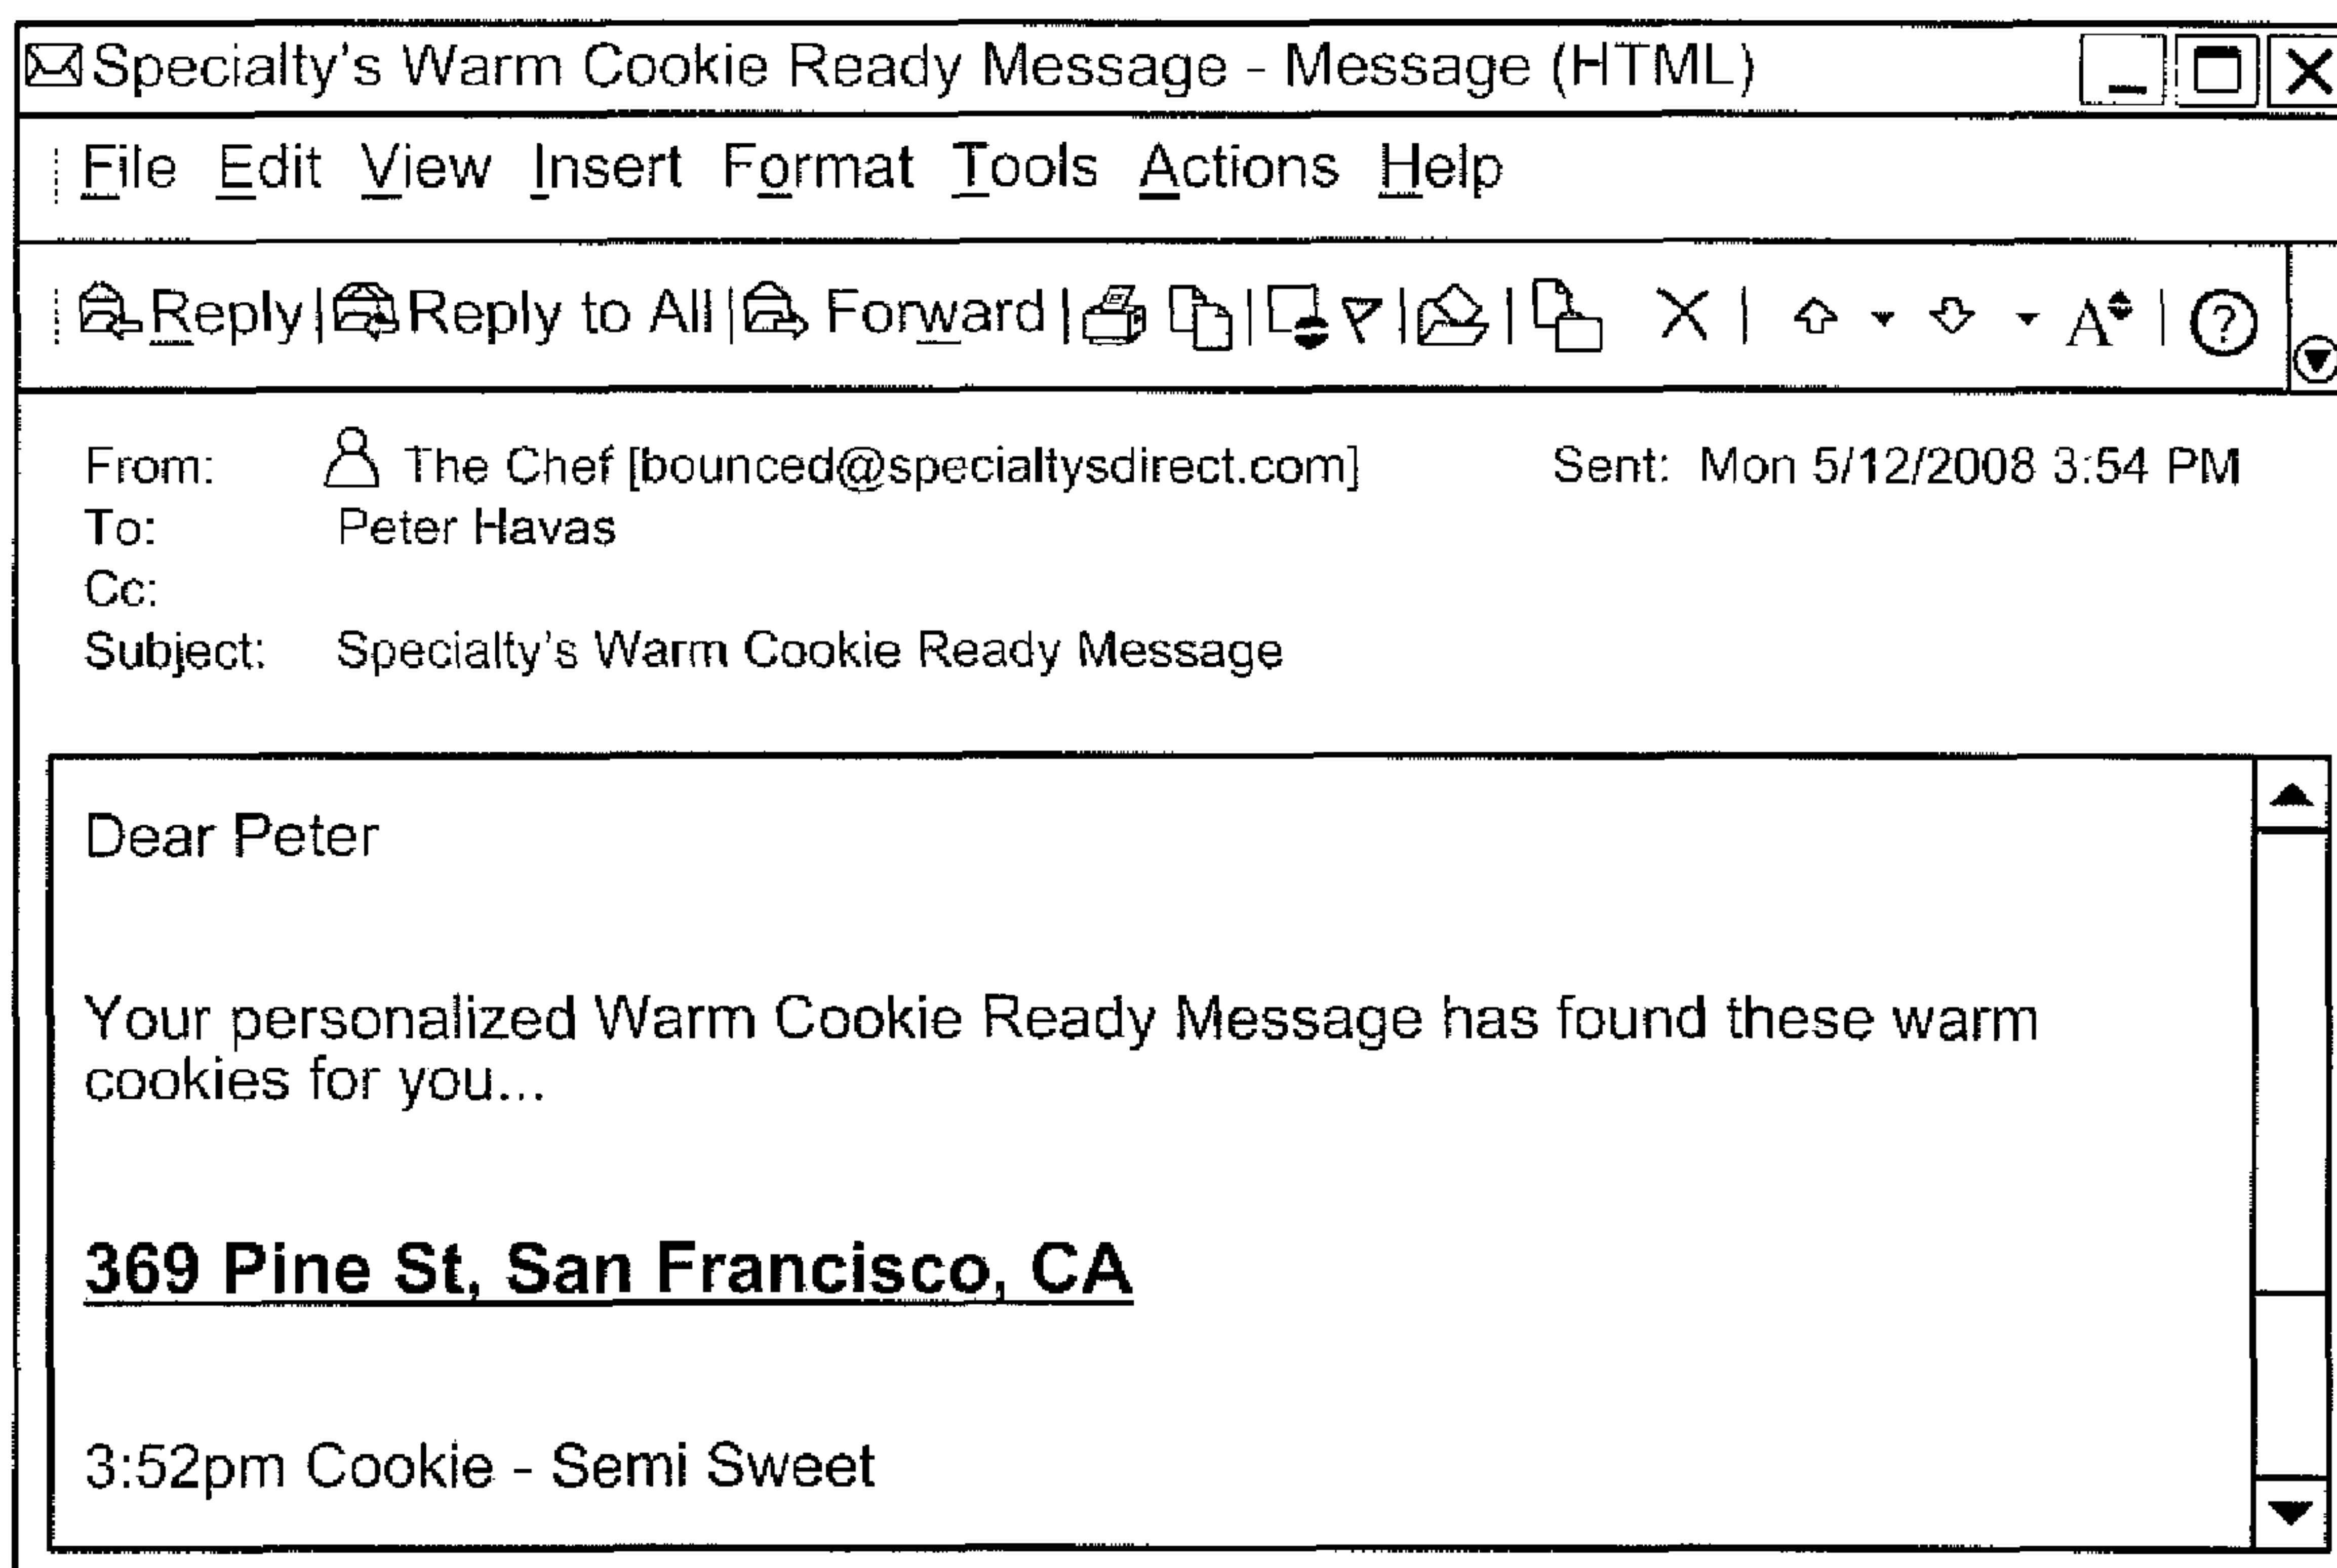 Specialty's Warm Cookie Ready Message - Message (HTML)
File Edit View Insert Format Tools Actions Help
Reply | Reply to All | Forward | A | ?
From: The Chef [bounced@specialtysdirect.com] Sent: Mon 5/12/2008 3:54 PM
To: Peter Havas
Cc:
Subject: Specialty's Warm Cookie Ready Message
Dear Peter
Your personalized Warm Cookie Ready Message has found these warm
cookies for you...
369 Pine St, San Francisco, CA
3:52pm Cookie - Semi Sweet